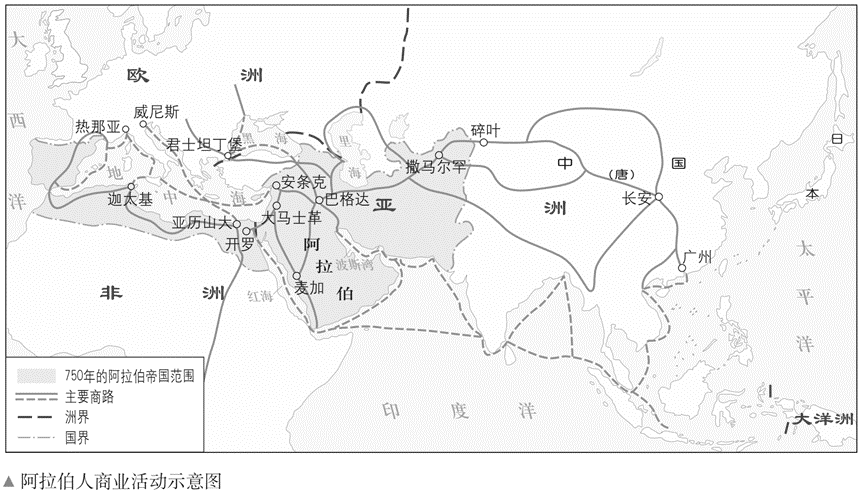 大西洋
欧洲
威尼斯
热那亚
君士坦丁堡
黑海
里海
碎叶
撒马尔罕
地中海
迦太基
安条克
巴格达
大马士革
亚历山大
开罗
亚洲
中国
(唐)
长安
广州
日本
太平洋
阿拉伯
波斯湾
麦加
红海
非洲
印度洋
大洋洲
750年的阿拉伯帝国范围
主要商路
洲界
国界
▲阿拉伯人商业活动示意图